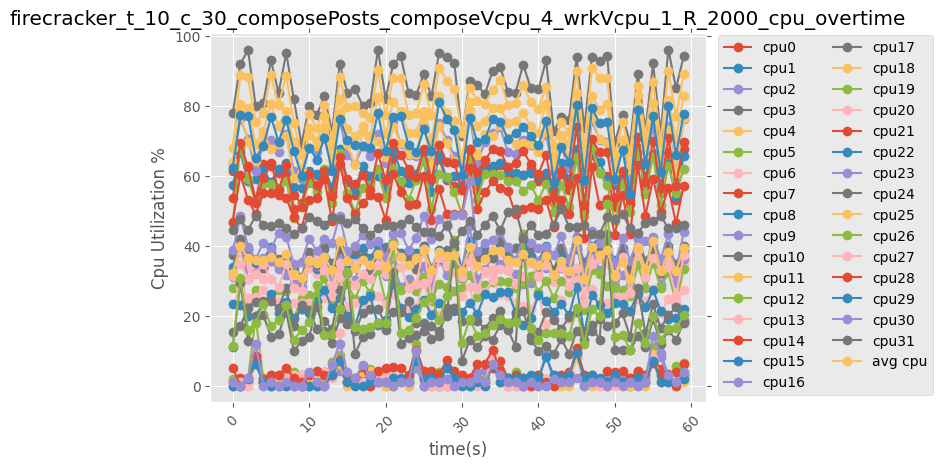 firecracker_t_10_c_30_composePosts_composeVcpu_4_wrkVcpu_1_R_2000_cpu_overtime
Cpu Utilization %
100
80
60
40
20
0
0
10
20
30
40
50
60
time(s)
cpu0
cpu1
cpu2
cpu3
cpu4
cpu5
cpu6
cpu7
cpu8
cpu9
cpu10
cpu11
cpu12
cpu13
cpu14
cpu15
cpu16
cpu17
cpu18
cpu19
cpu20
cpu21
cpu22
cpu23
cpu24
cpu25
cpu26
cpu27
cpu28
cpu29
cpu30
cpu31
avg cpu